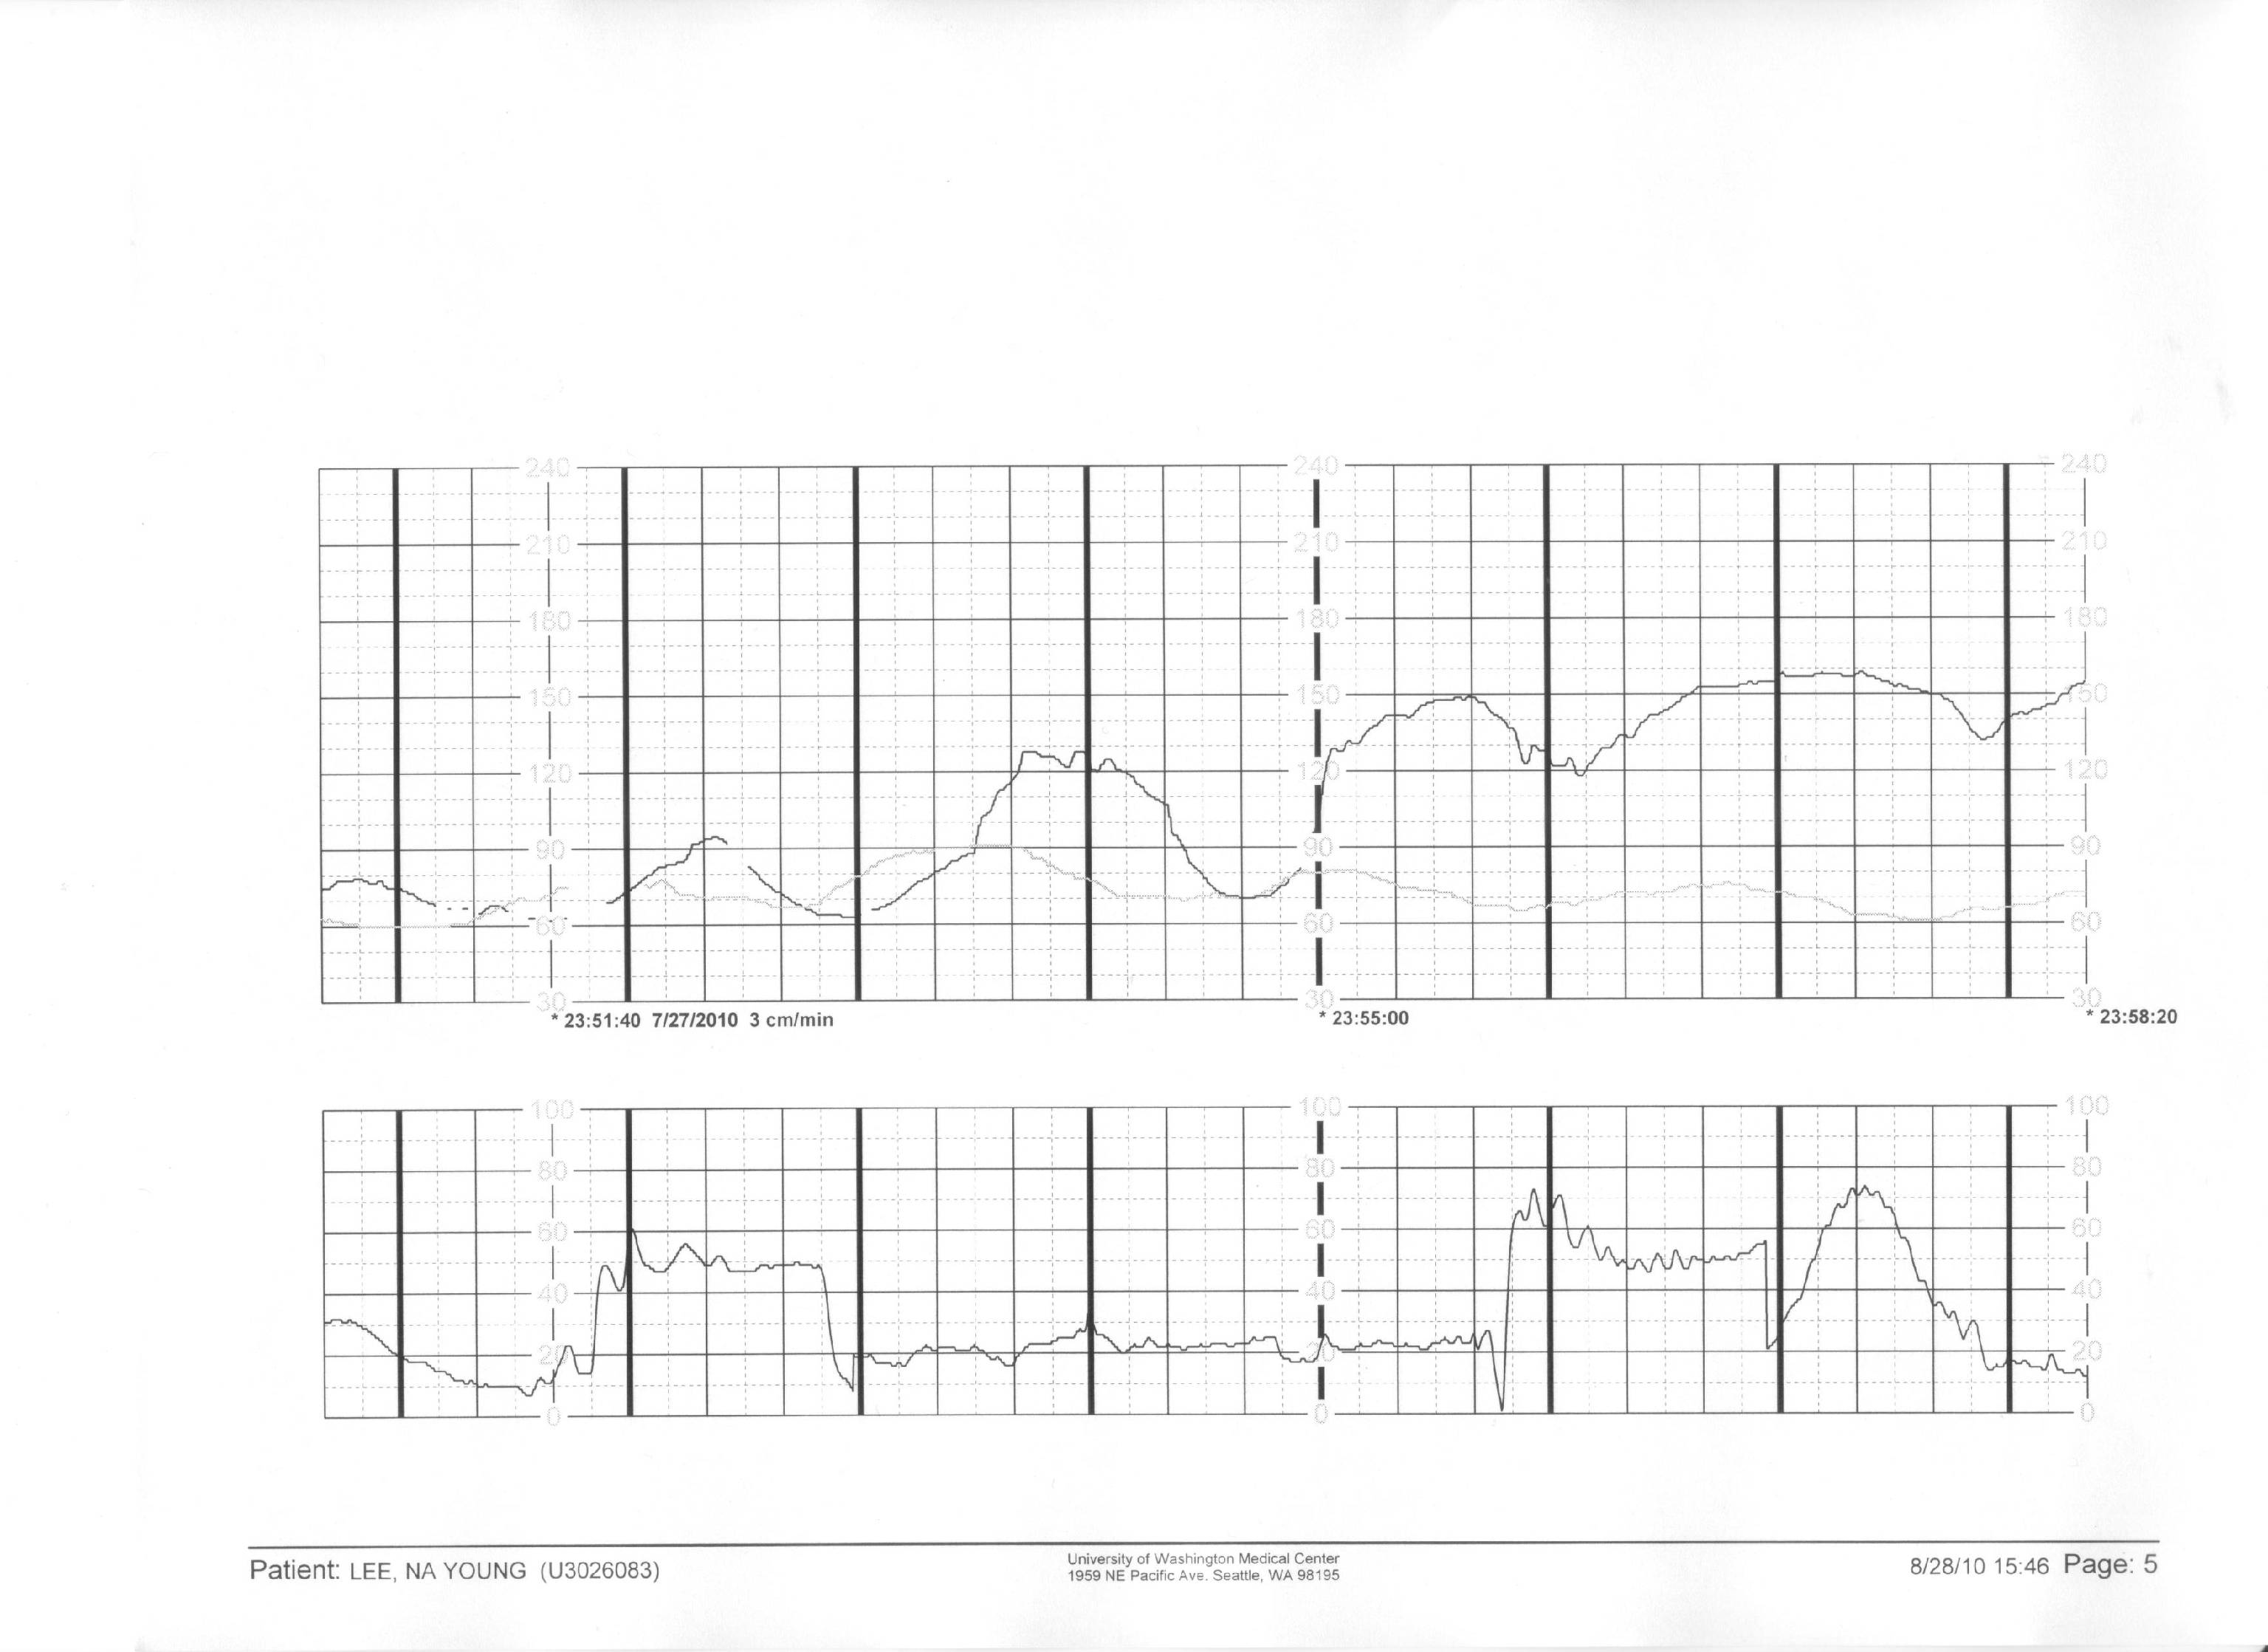 240 240 240
210 210 210
180 180 180
150 150 150
120 120 120
90 90 90
60 60 60
30 30 30
* 23:51:40 7/27/2010 3 cm/min * 23:55:00 * 23:58:20
100 100 100
80 80 80
60 60 60
40 40 40
20 20 20
0 0 0
Patient: LEE, NA YOUNG (U3026083)
University of Washington Medical Center
1959 NE Pacific Ave. Seattle, WA 98195
8/28/10 15:46 Page: 5